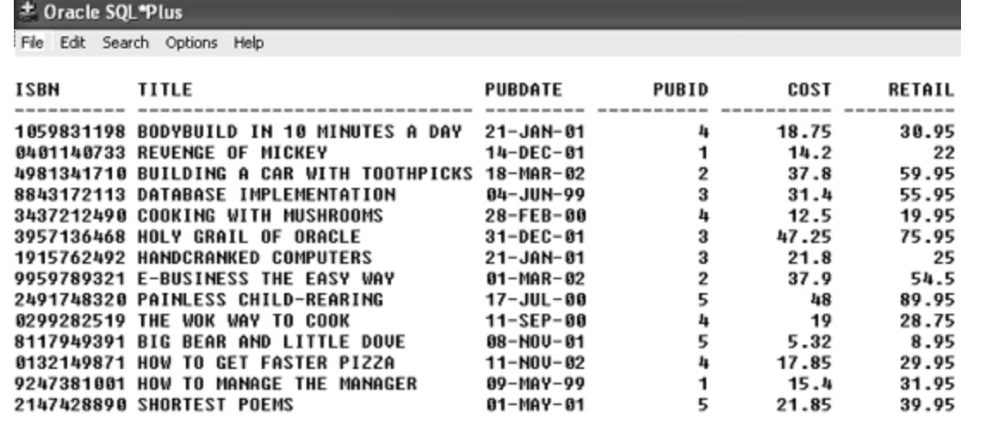 Oracle SQL*Plus
File Edit Search Options Help
ISBN TITLE PUBDATE PUBID COST RETAIL
---------- ------------------------------ --------- ---------- ---------- ----------
1059831198 BODYBUILD IN 10 MINUTES A DAY 21-JAN-01 4 18.75 30.95
0401140733 REVENGE OF MICKEY 14-DEC-01 1 14.2 22
4981341710 BUILDING A CAR WITH TOOTHPICKS 18-MAR-02 2 37.8 59.95
8843172113 DATABASE IMPLEMENTATION 04-JUN-99 3 31.4 55.95
3437212490 COOKING WITH MUSHROOMS 28-FEB-00 4 12.5 19.95
3957136468 HOLY GRAIL OF ORACLE 31-DEC-01 3 47.25 75.95
1915762492 HANDCRANKED COMPUTERS 21-JAN-01 3 21.8 25
9959789321 E-BUSINESS THE EASY WAY 01-MAR-02 2 37.9 54.5
2491748320 PAINLESS CHILD-REARING 17-JUL-00 5 48 89.95
0299282519 THE WOK WAY TO COOK 11-SEP-00 4 19 28.75
8117949391 BIG BEAR AND LITTLE DOVE 08-NOV-01 5 5.32 8.95
0132149871 HOW TO GET FASTER PIZZA 11-NOV-02 4 17.85 29.95
9247381001 HOW TO MANAGE THE MANAGER 09-MAY-99 1 15.4 31.95
2147428890 SHORTEST POEMS 01-MAY-01 5 21.85 39.95